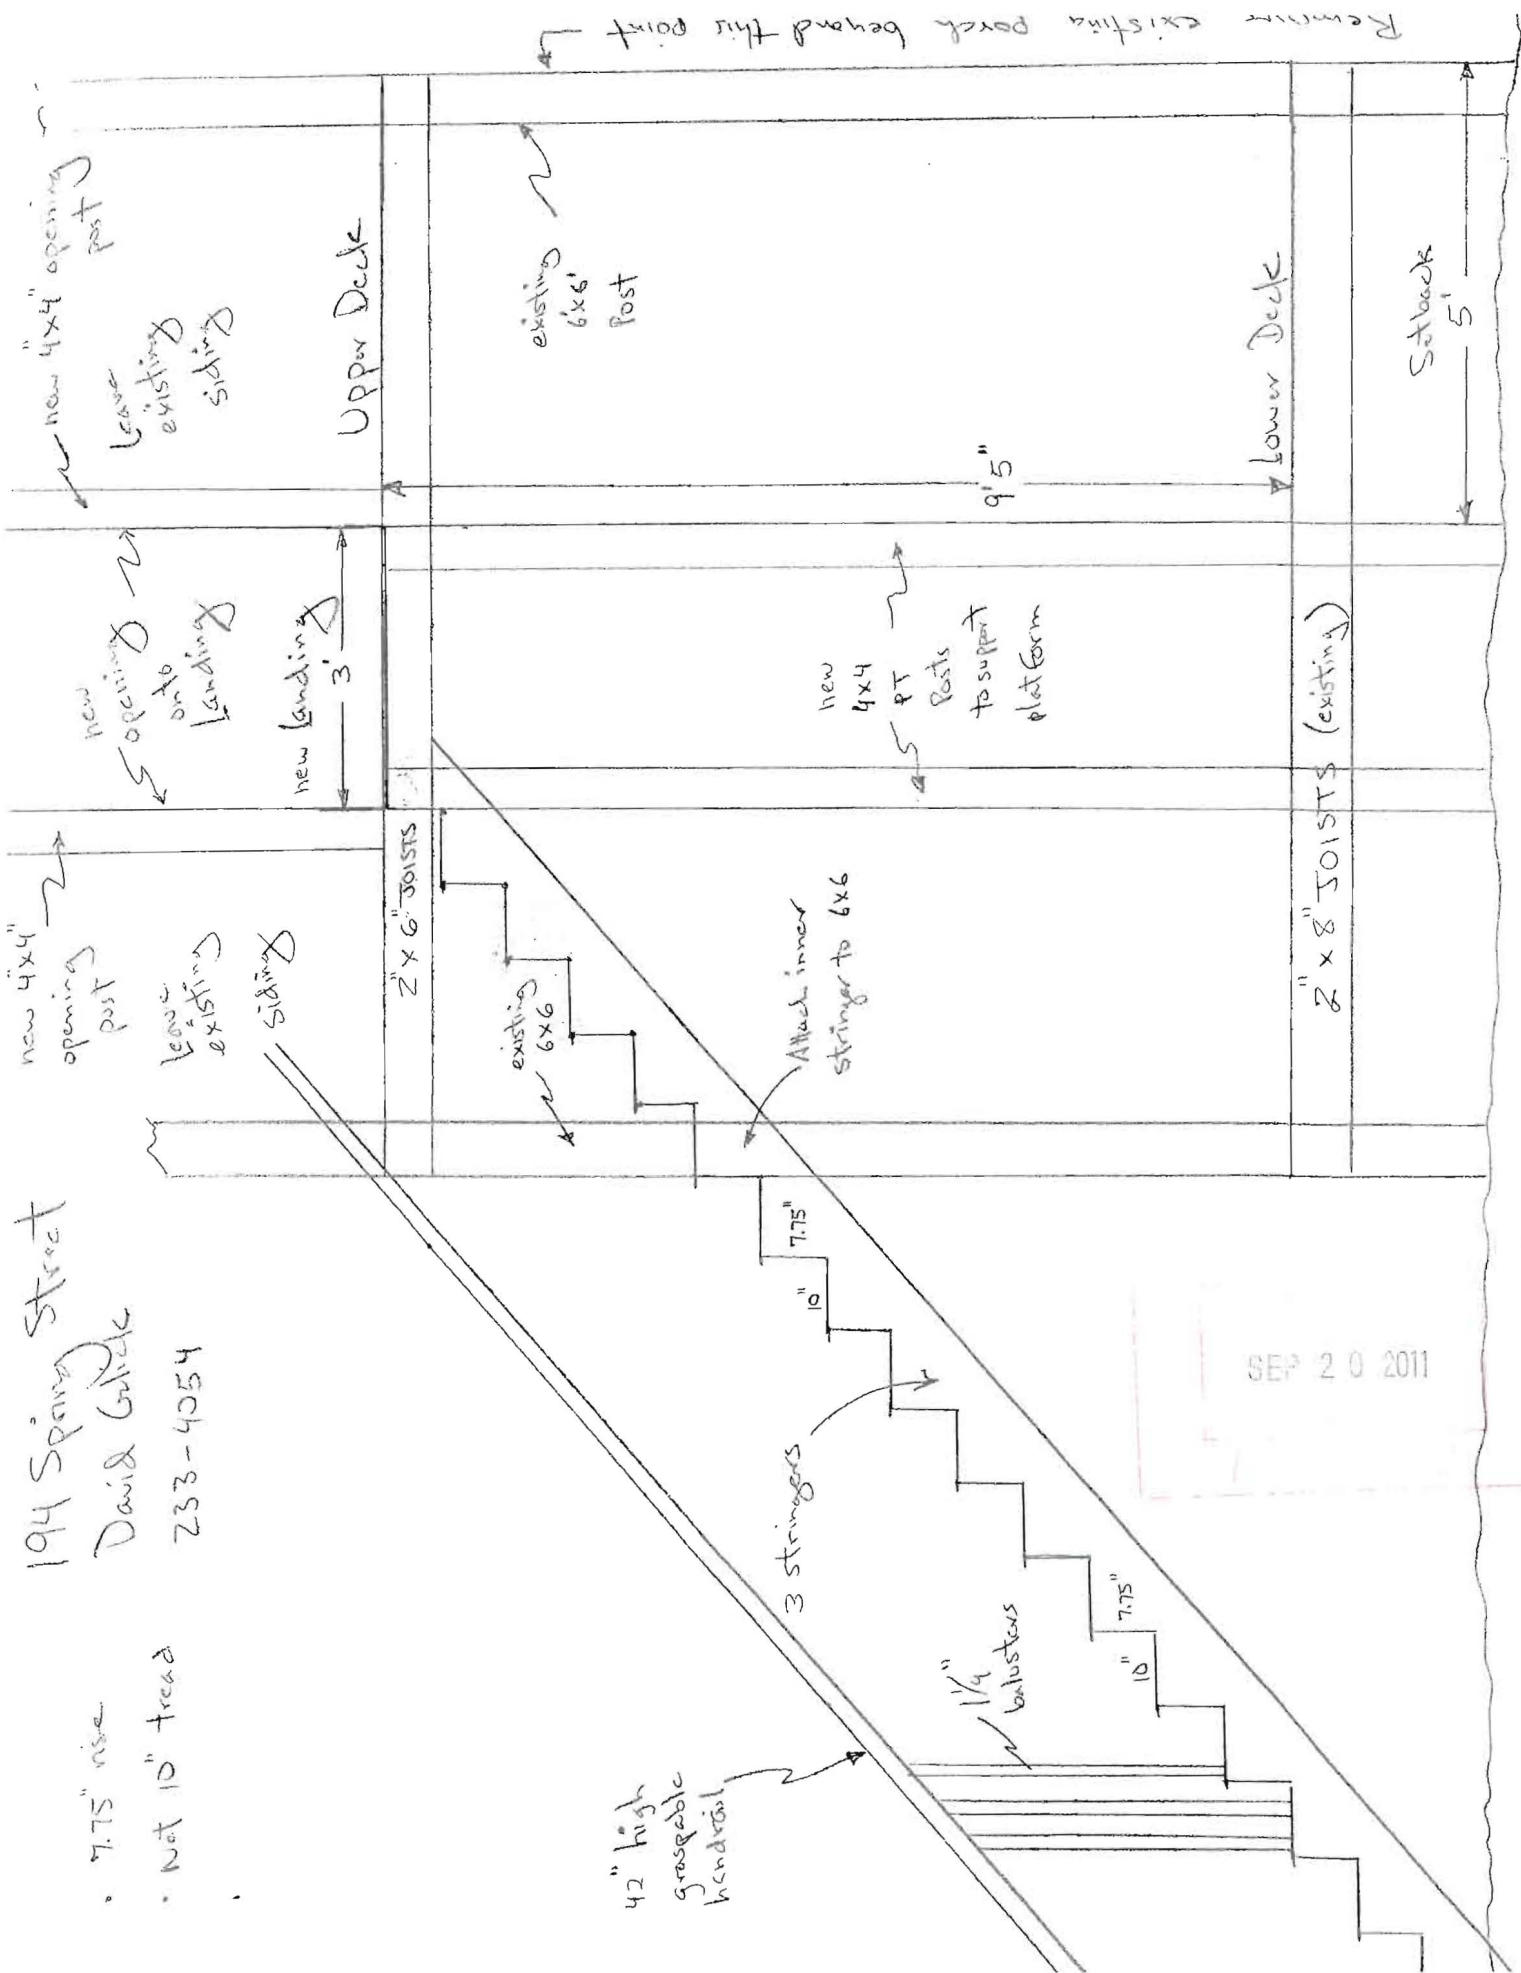 194 Spring Street
David Gulick
233-4054
• 7.75" rise
• Not 10" tread
•
new 4x4"
opening
post
leave
existing
siding
new
opening
onto
Landing
new Landing
3'
new 4x4" opening
post
Leave
existing
siding
Upper Deck
2" x 6" JOISTS
existing
6x6
existing
6x6"
Post
Remove existing porch beyond this point
42" high
graspable
handrail
3 stringers
Attach inner
stringer to 6x6
new
4x4
PT
Posts
to support
platform
9'5"
7.75"
10"
1 1/4"
balusters
7.75"
10"
Lower Deck
2" x 8" JOISTS (existing)
Setback
5'
SEP 20 2011